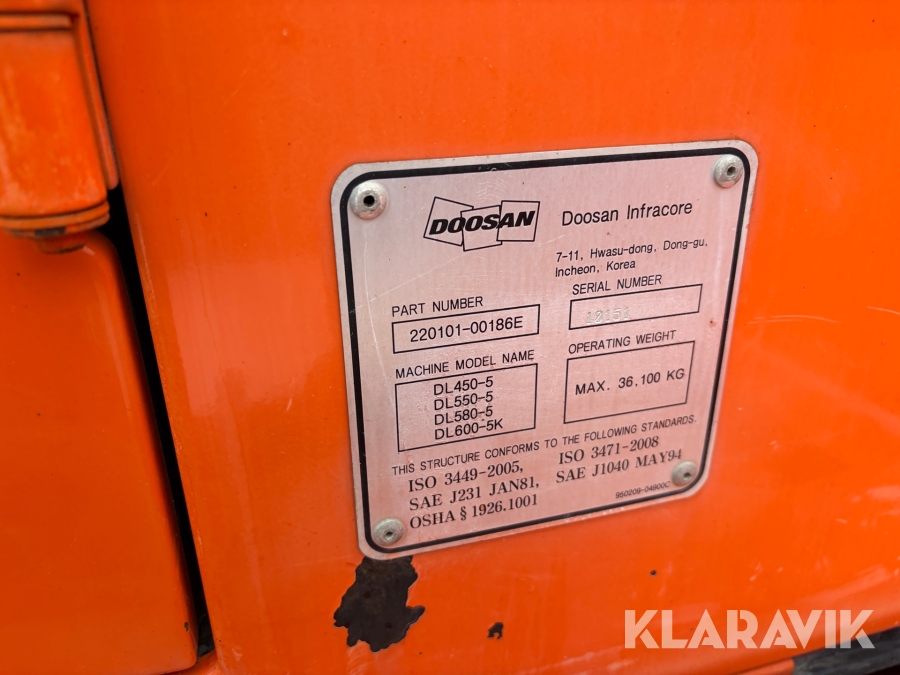 DOOSAN
Doosan Infracore
7-11, Hwasu-dong, Dong-gu,
Incheon, Korea
PART NUMBER
220101-00186E
SERIAL NUMBER
MACHINE MODEL NAME
DL450-5
DL550-5
DL580-5
DL600-5K
OPERATING WEIGHT
MAX. 36,100 KG
THIS STRUCTURE CONFORMS TO THE FOLLOWING STANDARDS.
ISO 3449-2005, ISO 3471-2008
SAE J231 JAN81, SAE J1040 MAY94
OSHA § 1926.1001
950209-04900C
KLARAVIK